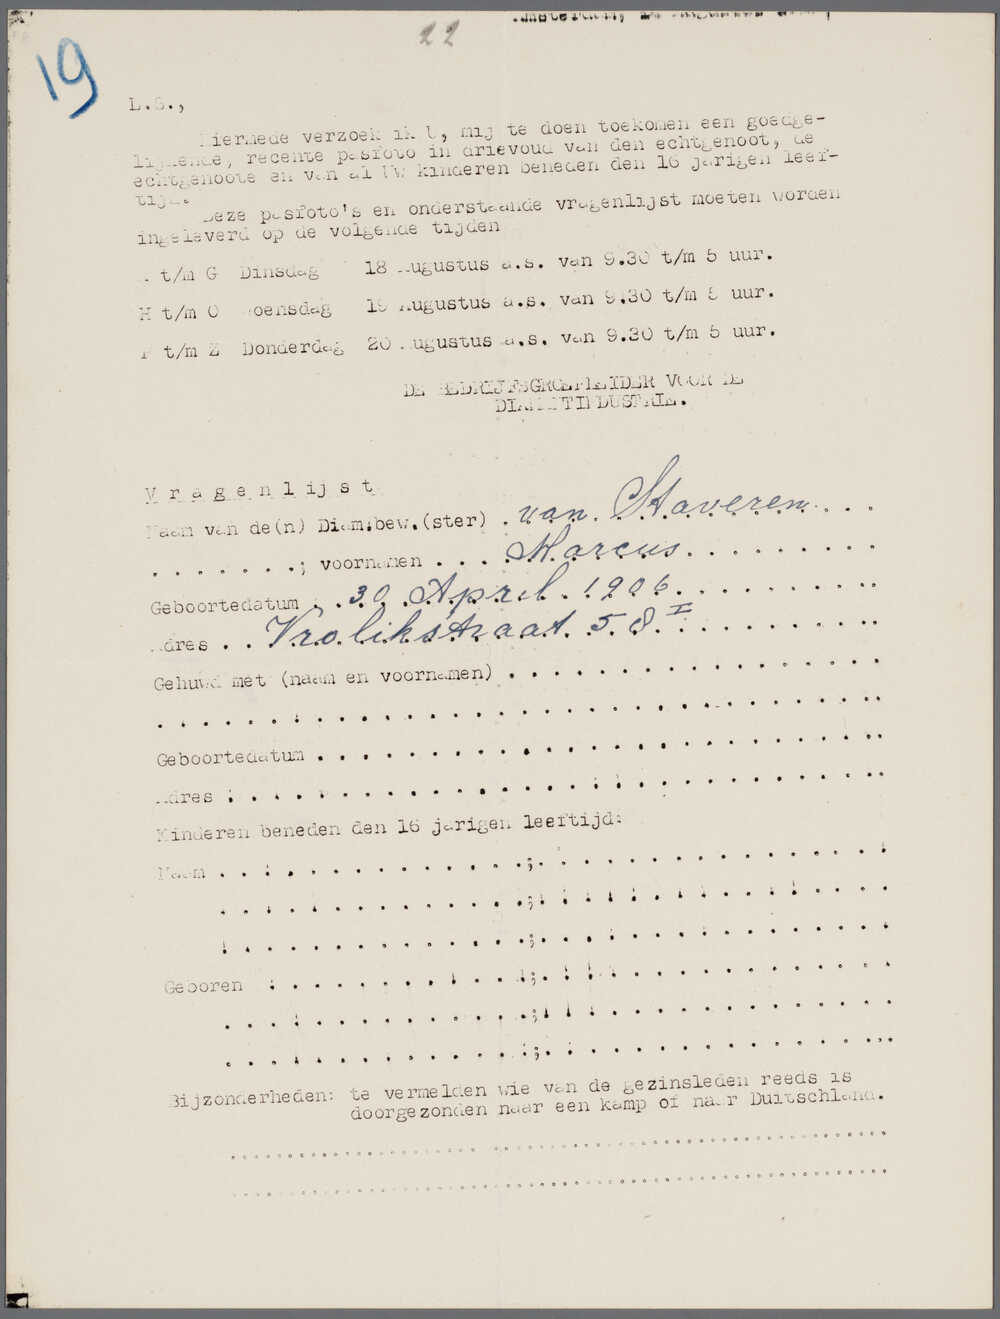 22
19
L.S.,
Hiermede verzoek ik U, mij te doen toekomen een goedge-
lijkende, recente pasfoto in drievoud van den echtgenoot, de
echtgenoote en van al Uw kinderen beneden den 16 jarigen leef-
tijd.
Deze pasfoto's en onderstaande vragenlijst moeten worden
ingeleverd op de volgende tijden
A t/m G Dinsdag 18 Augustus a.s. van 9.30 t/m 5 uur.
H t/m O Woensdag 19 Augustus a.s. van 9.30 t/m 5 uur.
P t/m Z Donderdag 20 Augustus a.s. van 9.30 t/m 5 uur.
DE BEDRIJFSGROEPLEIDER VOOR DE
DIAMANTINDUSTRIE.
V r a g e n l i j s t
Naam van de(n) Diam.bew.(ster) . van Staveren . . .
. . . . . . . ; voornamen . . . . Marcus . . . . . . . . .
Geboortedatum . . 30 April 1906 . . . . . . . . .
Adres . . Vrolikstraat 58 I . . . . . . . . .
Gehuwd met (naam en voornamen) . . . . . . . . . . . . . . . .
. . . . . . . . . . . . . . . . . . . . . . . . . . . . . . . .
Geboortedatum . . . . . . . . . . . . . . . . . . . . . . . . .
Adres : . . . . . . . . . . . . . . . . . . . . . . . . . . . .
Kinderen beneden den 16 jarigen leeftijd:
Naam . . . . . . . . . . . . . . ; . . . . . . . . . . . . . . .
. . . . . . . . . . . . . . ; . . . . . . . . . . . . . . .
. . . . . . . . . . . . . . ; . . . . . . . . . . . . . . .
Geboren : . . . . . . . . . . . ; . . . . . . . . . . . . . . .
. . . . . . . . . . . . . . ; . . . . . . . . . . . . . . .
. . . . . . . . . . . . . . ; . . . . . . . . . . . . . . .
Bijzonderheden: te vermelden wie van de gezinsleden reeds is
doorgezonden naar een kamp of naar Duitschland.
................................................................
................................................................